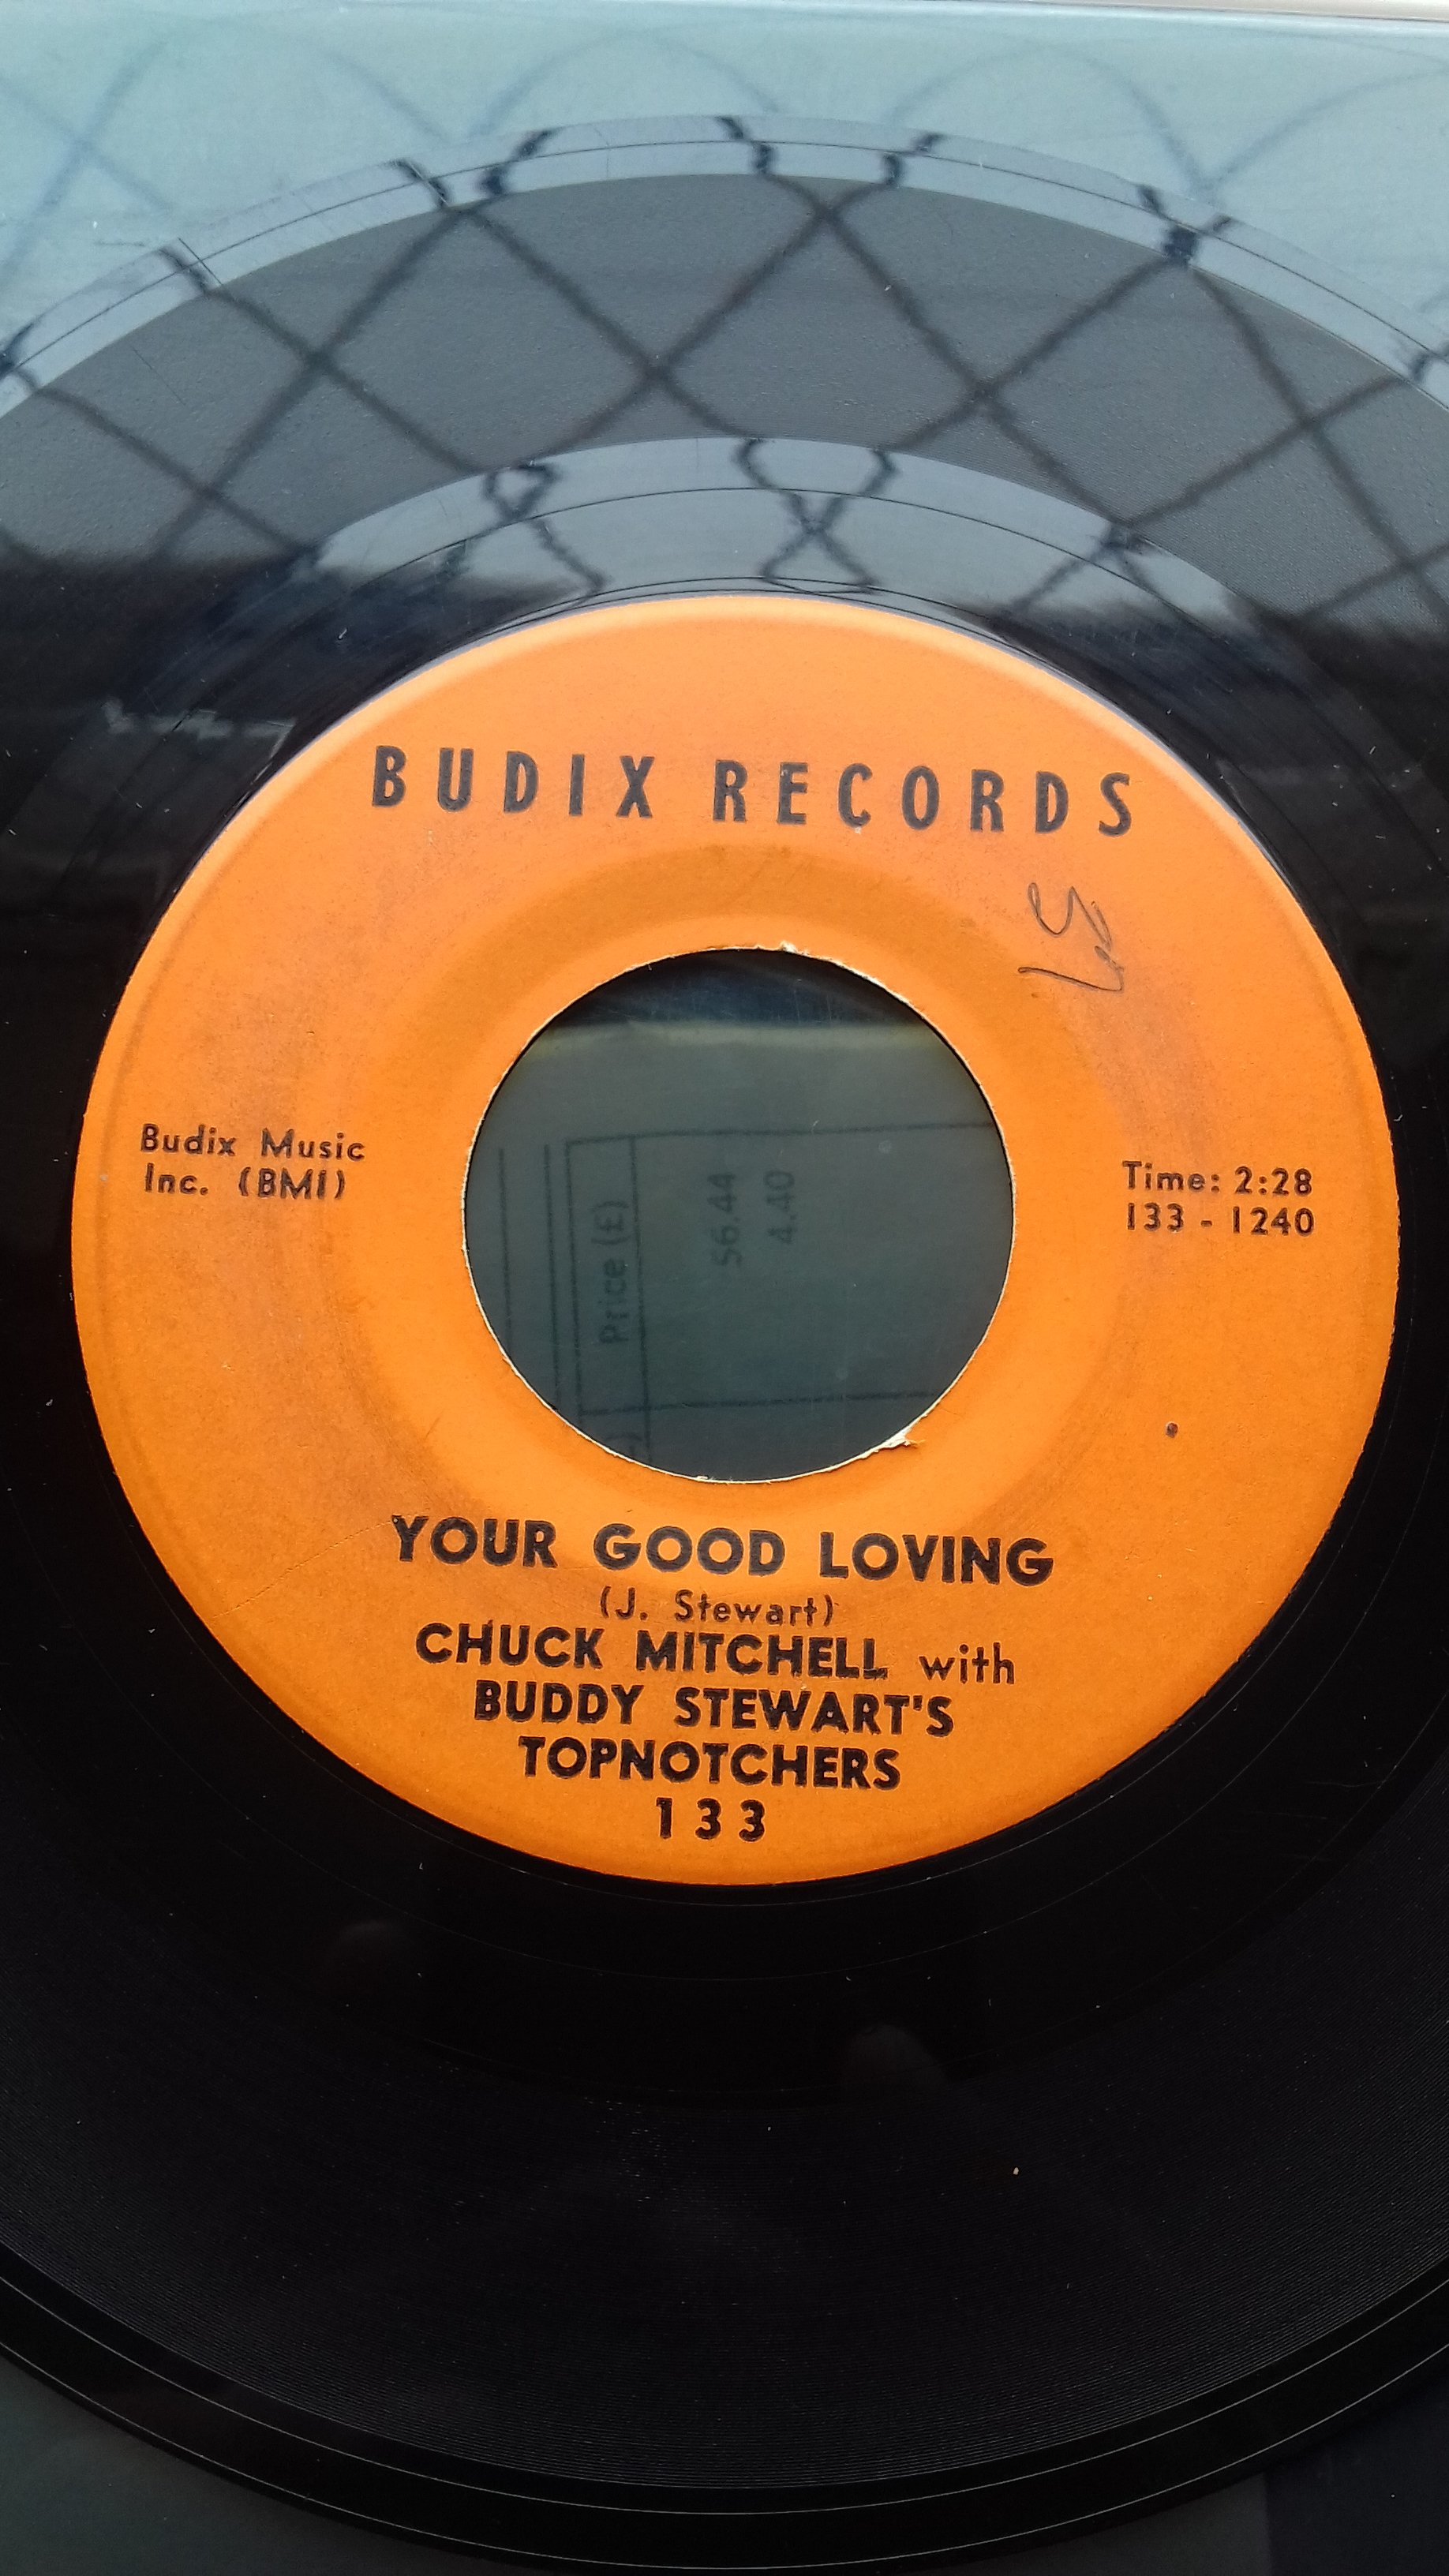 BUDIX RECORDS
Budix Music
Inc. (BMI)
Time: 2:28
133 - 1240
Price (£)
56.44
4.40
YOUR GOOD LOVING
(J. Stewart)
CHUCK MITCHELL with
BUDDY STEWART'S
TOPNOTCHERS
133